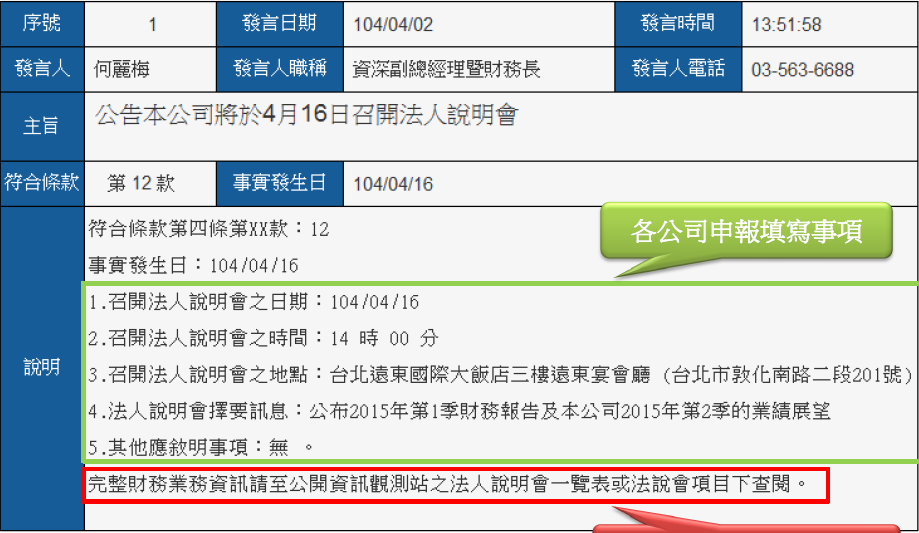 序號 1 發言日期 104/04/02 發言時間 13:51:58
發言人 何麗梅 發言人職稱 資深副總經理暨財務長 發言人電話 03-563-6688
主旨 公告本公司將於4月16日召開法人說明會
符合條款 第 12 款 事實發生日 104/04/16
說明
符合條款第四條第XX款：12
各公司申報填寫事項
事實發生日：104/04/16
1.召開法人說明會之日期：104/04/16
2.召開法人說明會之時間：14 時 00 分
3.召開法人說明會之地點：台北遠東國際大飯店三樓遠東宴會廳 (台北市敦化南路二段201號)
4.法人說明會擇要訊息：公布2015年第1季財務報告及本公司2015年第2季的業績展望
5.其他應敘明事項：無 。
完整財務業務資訊請至公開資訊觀測站之法人說明會一覽表或法說會項目下查閱。